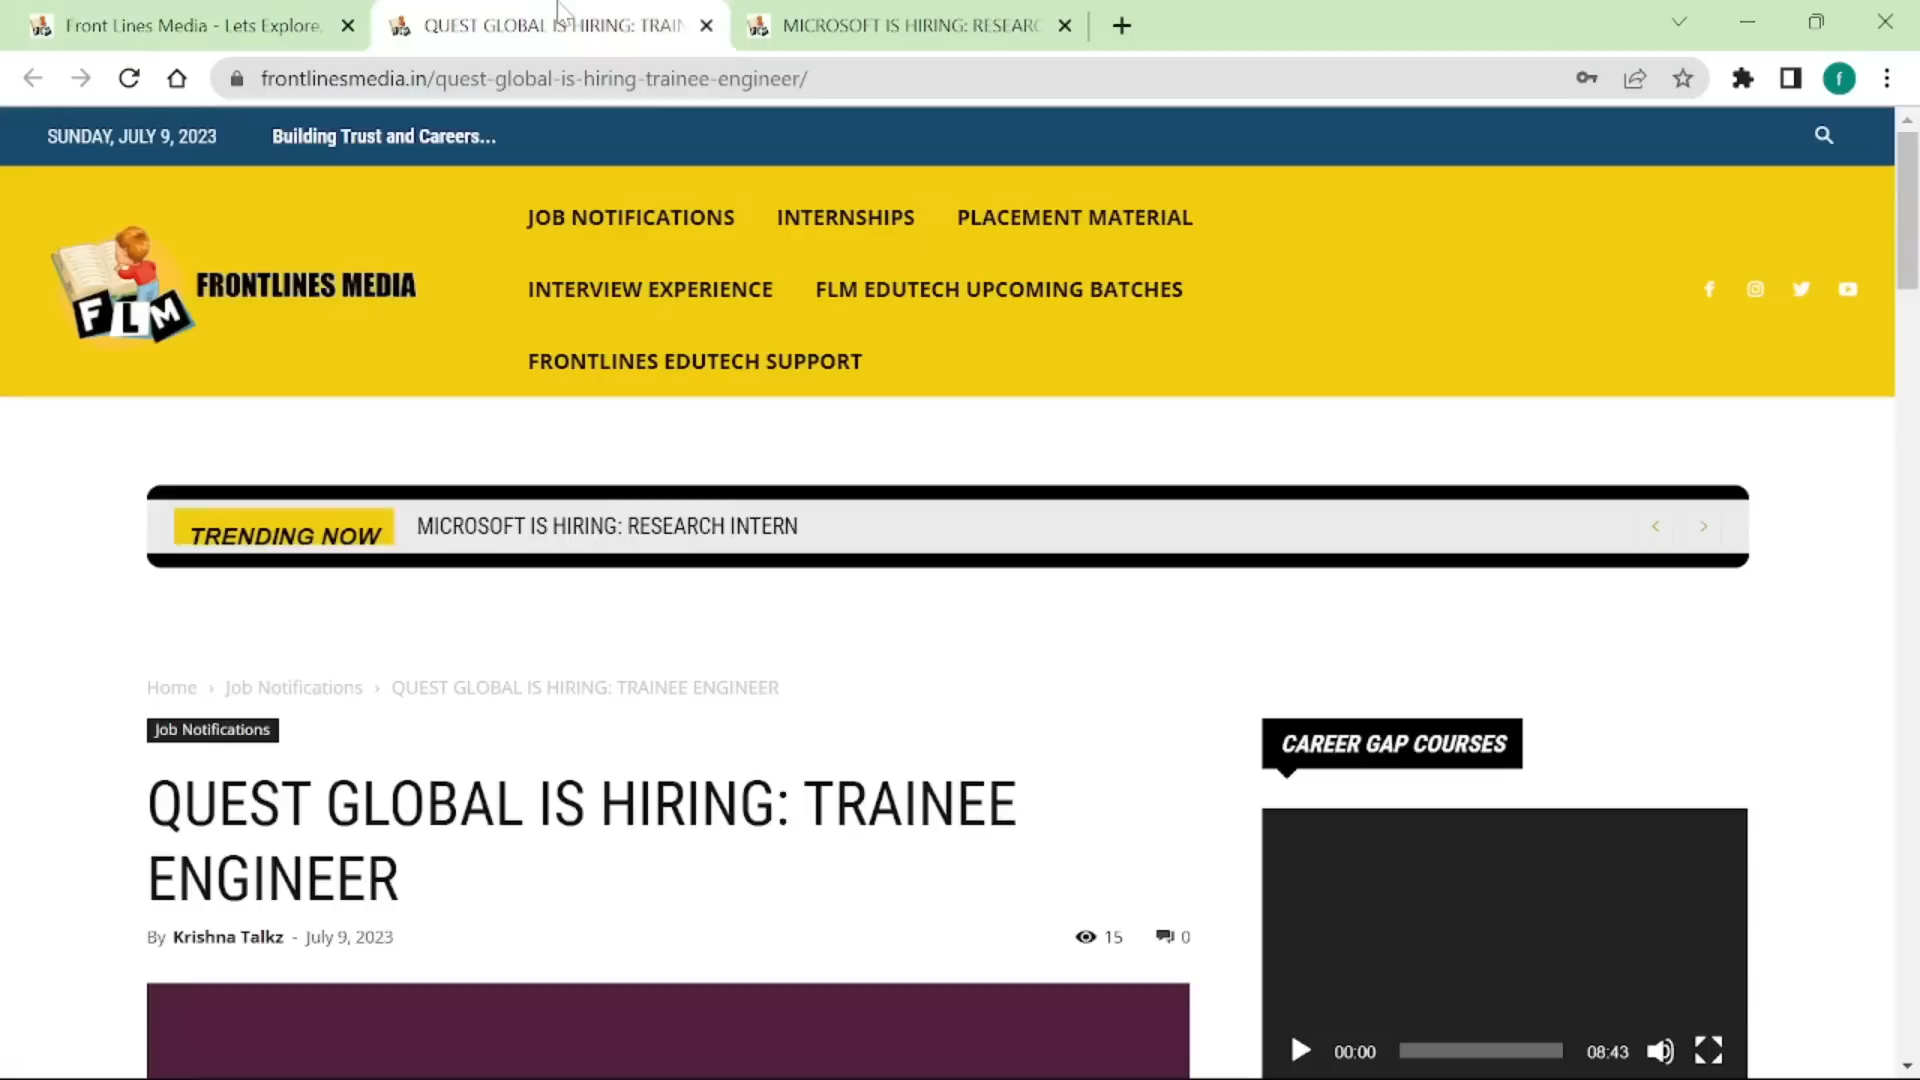 Front Lines Media - Lets Explore,
QUEST GLOBAL IS HIRING: TRAIN
MICROSOFT IS HIRING: RESEARC
frontlinesmedia.in/quest-global-is-hiring-trainee-engineer/
f
SUNDAY, JULY 9, 2023
Building Trust and Careers...
FLM
FRONTLINES MEDIA
JOB NOTIFICATIONS
INTERNSHIPS
PLACEMENT MATERIAL
INTERVIEW EXPERIENCE
FLM EDUTECH UPCOMING BATCHES
FRONTLINES EDUTECH SUPPORT
TRENDING NOW
MICROSOFT IS HIRING: RESEARCH INTERN
Home › Job Notifications › QUEST GLOBAL IS HIRING: TRAINEE ENGINEER
Job Notifications
QUEST GLOBAL IS HIRING: TRAINEE
ENGINEER
By Krishna Talkz - July 9, 2023
15
0
CAREER GAP COURSES
00:00
08:43